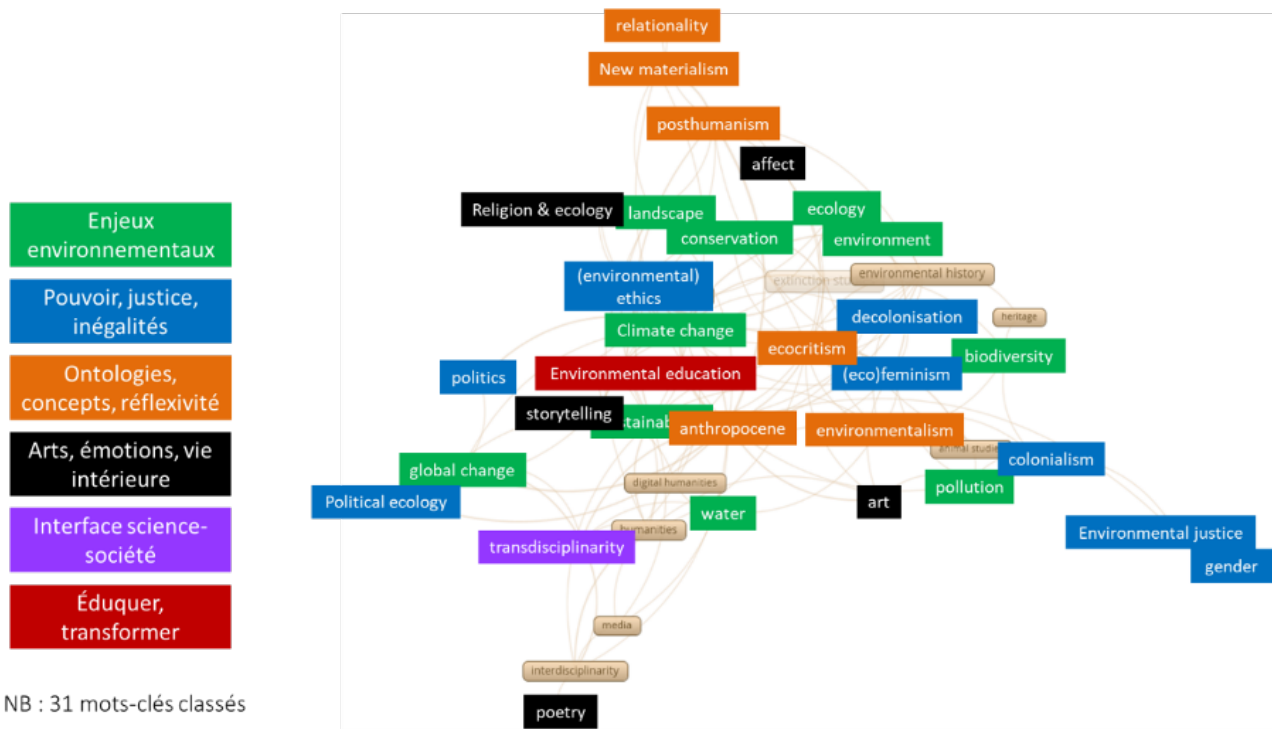 relationality
New materialism
posthumanism
affect
Religion & ecology
landscape
ecology
conservation
environment
(environmental)
ethics
environmental history
decolonisation
heritage
Climate change
ecocritism
biodiversity
politics
Environmental education
(eco)feminism
storytelling
anthropocene
environmentalism
colonialism
global change
digital humanities
pollution
Political ecology
water
art
humanities
transdisciplinarity
Environmental justice
gender
media
interdisciplinarity
poetry
Enjeux
environnementaux
Pouvoir, justice,
inégalités
Ontologies,
concepts, réflexivité
Arts, émotions, vie
intérieure
Interface science-
société
Éduquer,
transformer
NB : 31 mots-clés classés